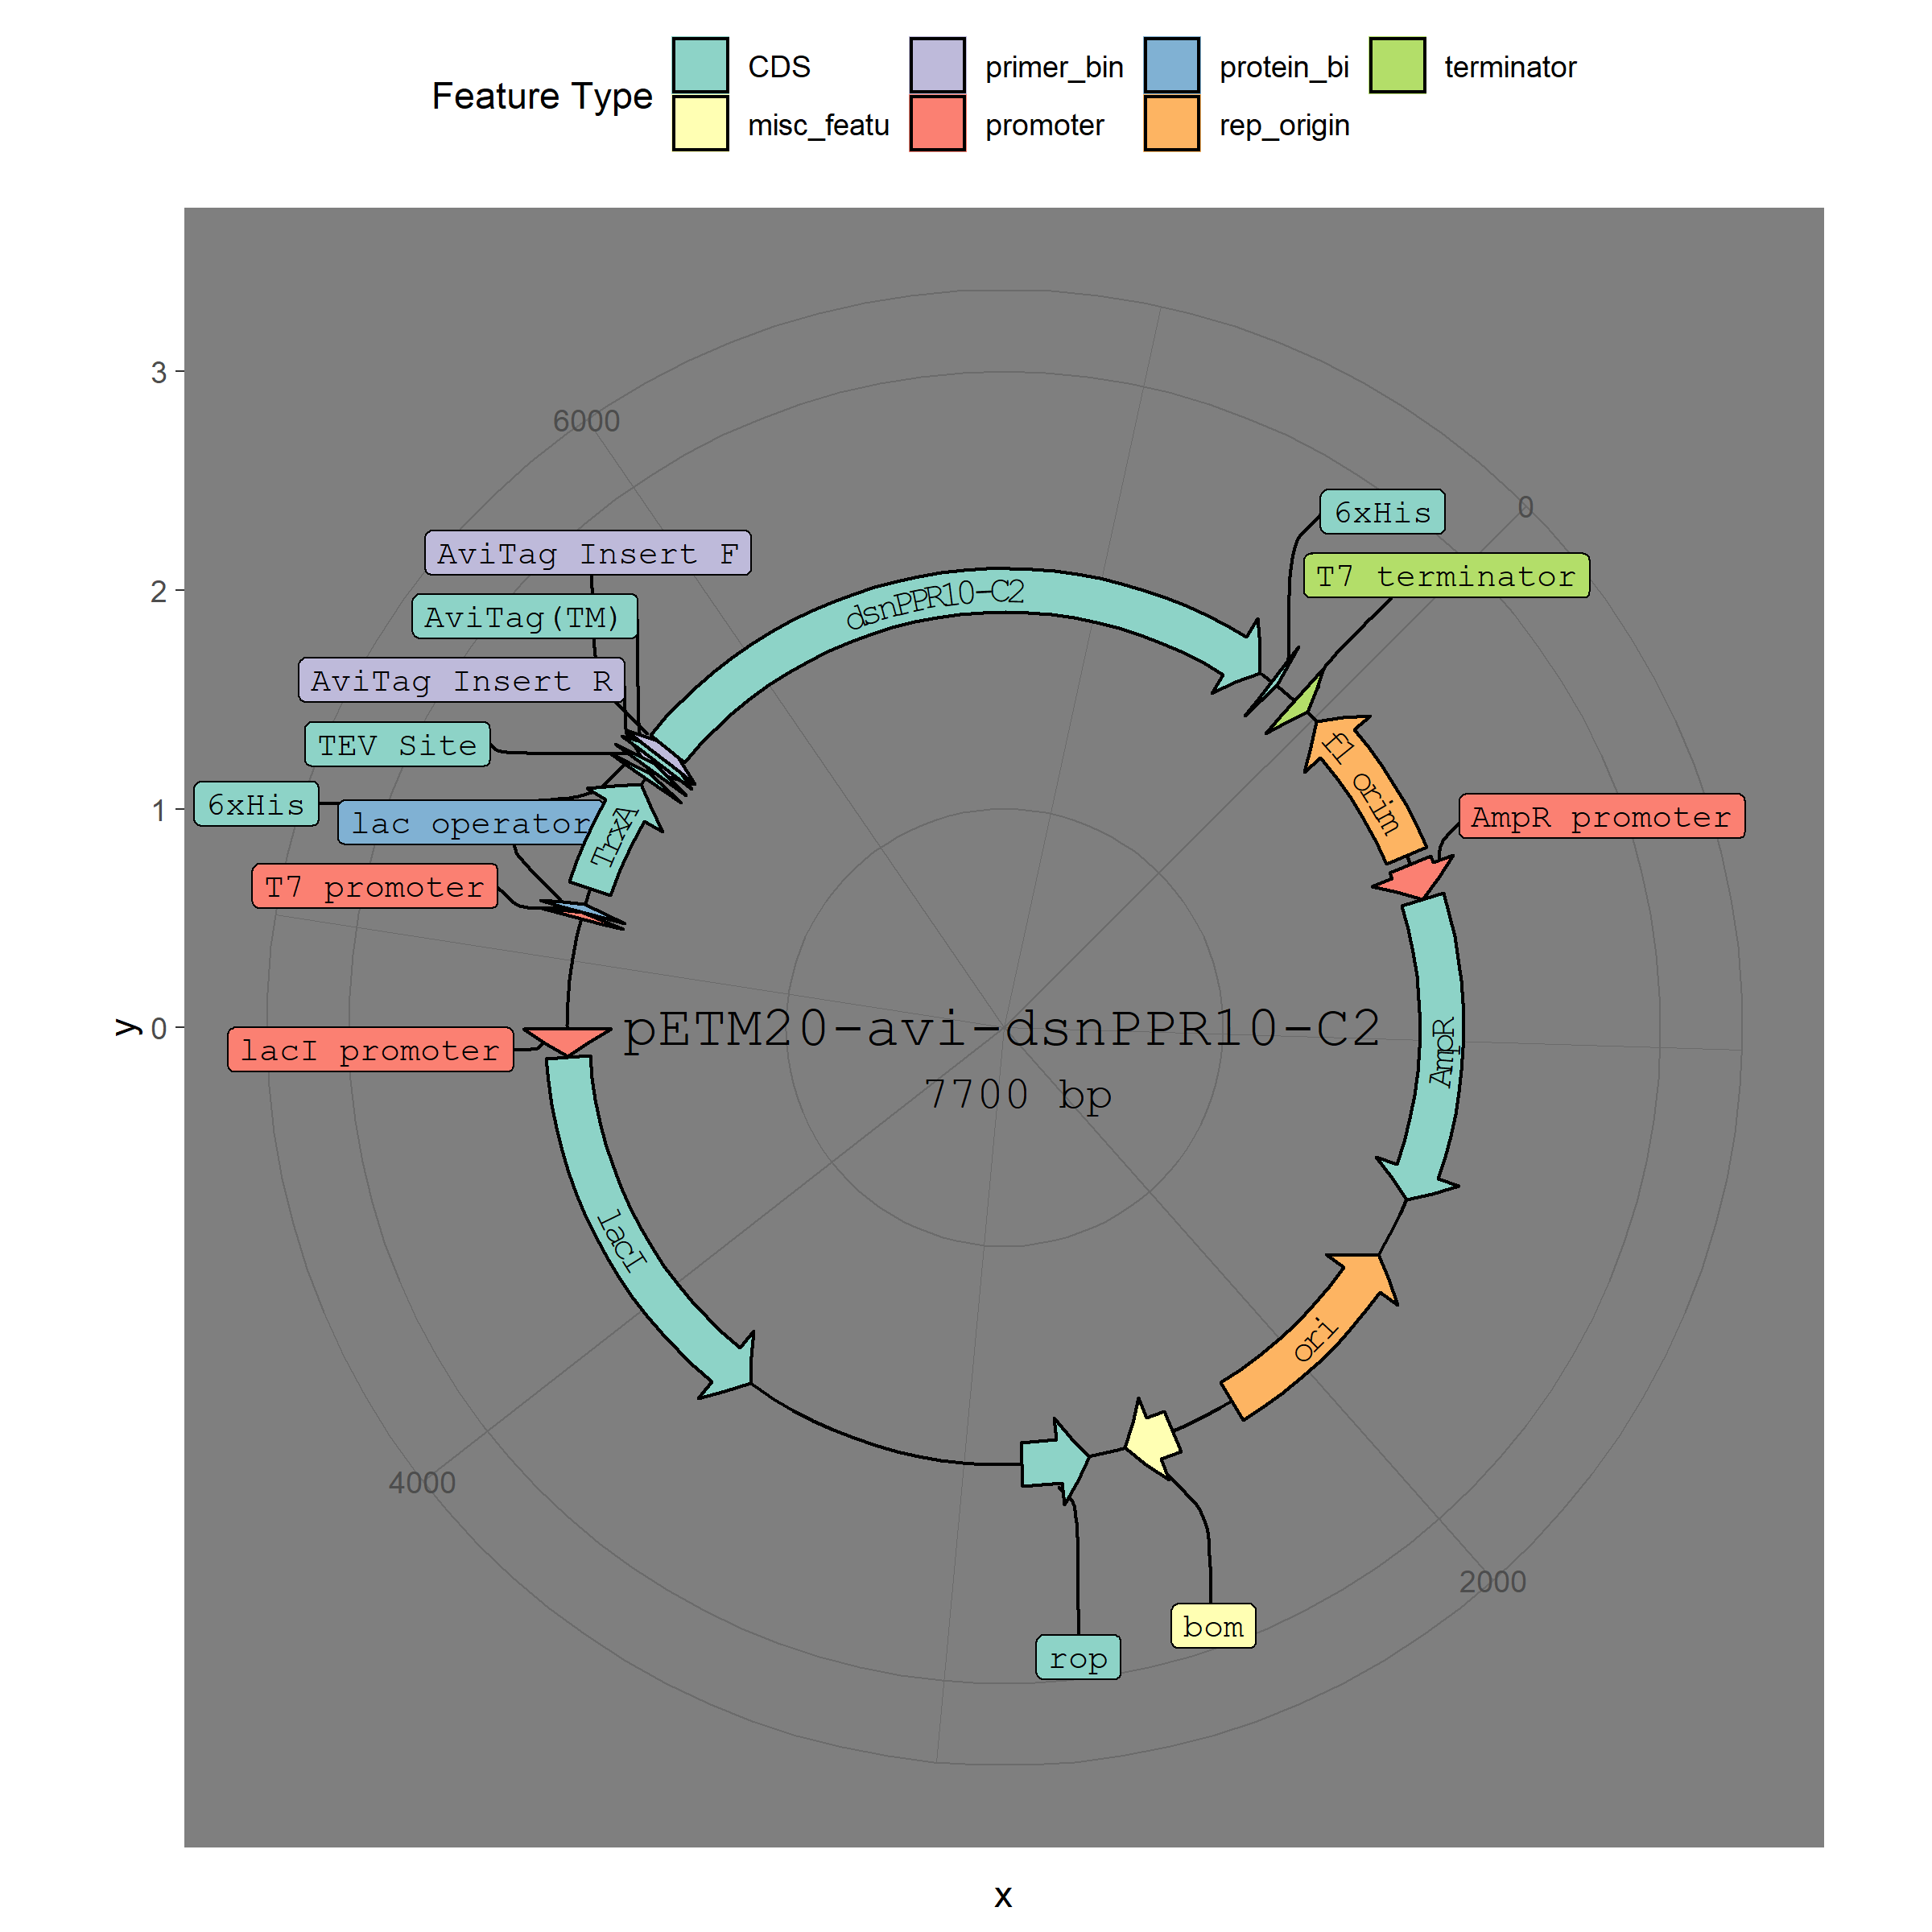 Feature Type
CDS
primer_bin
protein_bi
terminator
misc_featu
promoter
rep_origin
3
6000
0
6xHis
AviTag Insert F
T7 terminator
2
dsnPPR10-C2
AviTag(TM)
AviTag Insert R
TEV Site
f1 orim
1
6xHis
lac operator
TrxA
AmpR promoter
T7 promoter
y
0
pETM20-avi-dsnPPR10-C2
lacI promoter
AmpR
7700 bp
lacI
ori
4000
2000
bom
rop
x